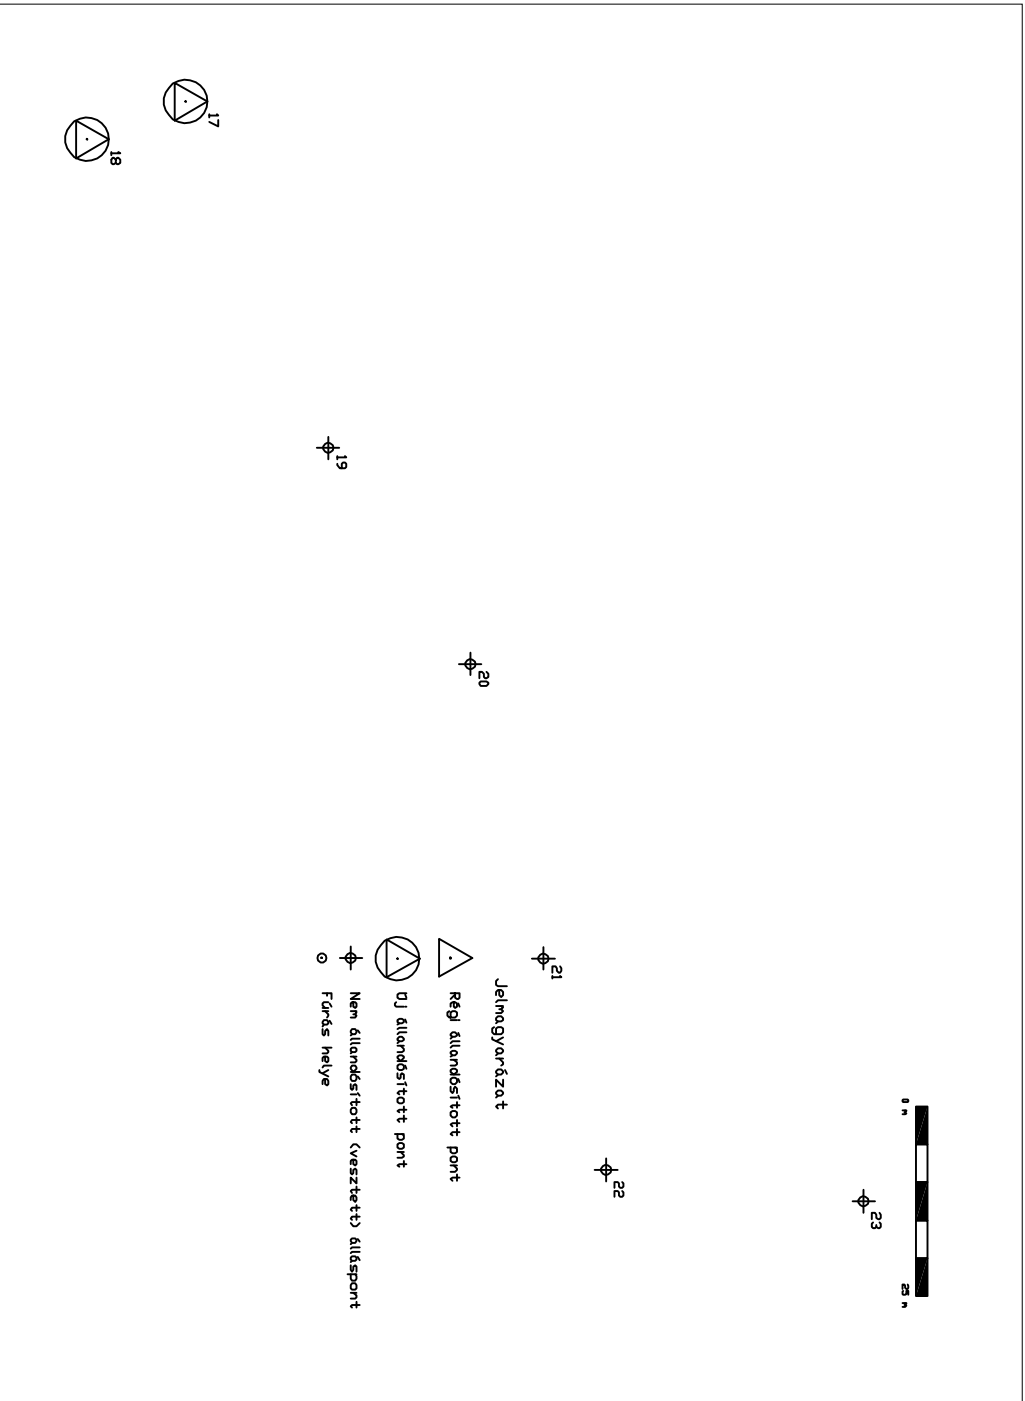 17
18
19
20
21
22
23
0 m
25 m
Jelmagyarázat
Régi állandósított pont
Új állandósított pont
Nem állandósított (vesztett) álláspont
Fúrás helye